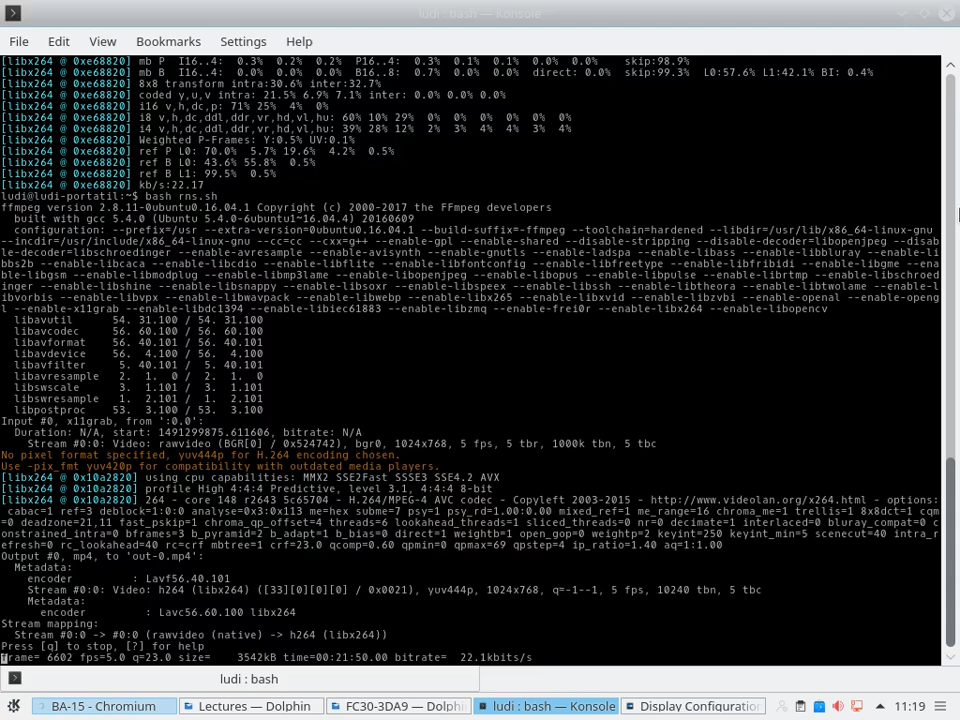 ludi : bash — Konsole
File Edit View Bookmarks Settings Help
[libx264 @ 0xe68820] mb P  I16..4:  0.3%  0.2%  0.2%  P16..4:  0.3%  0.1%  0.1%  0.0%  0.0%    skip:98.9%
[libx264 @ 0xe68820] mb B  I16..4:  0.0%  0.0%  0.0%  B16..8:  0.7%  0.0%  0.0%  direct: 0.0%  skip:99.3%  L0:57.6% L1:42.1% BI: 0.4%
[libx264 @ 0xe68820] 8x8 transform intra:30.6% inter:32.7%
[libx264 @ 0xe68820] coded y,u,v intra: 21.5% 6.9% 7.1% inter: 0.0% 0.0% 0.0%
[libx264 @ 0xe68820] i16 v,h,dc,p: 71% 25%  4%  0%
[libx264 @ 0xe68820] i8 v,h,dc,ddl,ddr,vr,hd,vl,hu: 60% 10% 29%  0%  0%  0%  0%  0%  0%
[libx264 @ 0xe68820] i4 v,h,dc,ddl,ddr,vr,hd,vl,hu: 39% 28% 12%  2%  3%  4%  4%  3%  4%
[libx264 @ 0xe68820] Weighted P-Frames: Y:0.5% UV:0.1%
[libx264 @ 0xe68820] ref P L0: 70.0%  5.7% 19.6%  4.2%  0.5%
[libx264 @ 0xe68820] ref B L0: 43.6% 55.8%  0.5%
[libx264 @ 0xe68820] ref B L1: 99.5%  0.5%
[libx264 @ 0xe68820] kb/s:22.17
ludi@ludi-portatil:~$ bash rns.sh
ffmpeg version 2.8.11-0ubuntu0.16.04.1 Copyright (c) 2000-2017 the FFmpeg developers
built with gcc 5.4.0 (Ubuntu 5.4.0-6ubuntu1~16.04.4) 20160609
configuration: --prefix=/usr --extra-version=0ubuntu0.16.04.1 --build-suffix=-ffmpeg --toolchain=hardened --libdir=/usr/lib/x86_64-linux-gnu
--incdir=/usr/include/x86_64-linux-gnu --cc=cc --cxx=g++ --enable-gpl --enable-shared --disable-stripping --disable-decoder=libopenjpeg --disab
le-decoder=libschroedinger --enable-avresample --enable-avisynth --enable-gnutls --enable-ladspa --enable-libass --enable-libbluray --enable-li
bbs2b --enable-libcaca --enable-libcdio --enable-libflite --enable-libfontconfig --enable-libfreetype --enable-libfribidi --enable-libgme --ena
ble-libgsm --enable-libmodplug --enable-libmp3lame --enable-libopenjpeg --enable-libopus --enable-libpulse --enable-librtmp --enable-libschroed
inger --enable-libshine --enable-libsnappy --enable-libsoxr --enable-libspeex --enable-libssh --enable-libtheora --enable-libtwolame --enable-l
ibvorbis --enable-libvpx --enable-libwavpack --enable-libwebp --enable-libx265 --enable-libxvid --enable-libzvbi --enable-openal --enable-openg
l --enable-x11grab --enable-libdc1394 --enable-libiec61883 --enable-libzmq --enable-frei0r --enable-libx264 --enable-libopencv
libavutil      54. 31.100 / 54. 31.100
libavcodec     56. 60.100 / 56. 60.100
libavformat    56. 40.101 / 56. 40.101
libavdevice    56.  4.100 / 56.  4.100
libavfilter     5. 40.101 /  5. 40.101
libavresample   2.  1.  0 /  2.  1.  0
libswscale      3.  1.101 /  3.  1.101
libswresample   1.  2.101 /  1.  2.101
libpostproc    53.  3.100 / 53.  3.100
Input #0, x11grab, from ':0.0':
Duration: N/A, start: 1491299875.611606, bitrate: N/A
Stream #0:0: Video: rawvideo (BGR[0] / 0x524742), bgr0, 1024x768, 5 fps, 5 tbr, 1000k tbn, 5 tbc
No pixel format specified, yuv444p for H.264 encoding chosen.
Use -pix_fmt yuv420p for compatibility with outdated media players.
[libx264 @ 0x10a2820] using cpu capabilities: MMX2 SSE2Fast SSSE3 SSE4.2 AVX
[libx264 @ 0x10a2820] profile High 4:4:4 Predictive, level 3.1, 4:4:4 8-bit
[libx264 @ 0x10a2820] 264 - core 148 r2643 5c65704 - H.264/MPEG-4 AVC codec - Copyleft 2003-2015 - http://www.videolan.org/x264.html - options:
cabac=1 ref=3 deblock=1:0:0 analyse=0x3:0x113 me=hex subme=7 psy=1 psy_rd=1.00:0.00 mixed_ref=1 me_range=16 chroma_me=1 trellis=1 8x8dct=1 cqm
=0 deadzone=21,11 fast_pskip=1 chroma_qp_offset=4 threads=6 lookahead_threads=1 sliced_threads=0 nr=0 decimate=1 interlaced=0 bluray_compat=0 c
onstrained_intra=0 bframes=3 b_pyramid=2 b_adapt=1 b_bias=0 direct=1 weightb=1 open_gop=0 weightp=2 keyint=250 keyint_min=5 scenecut=40 intra_r
efresh=0 rc_lookahead=40 rc=crf mbtree=1 crf=23.0 qcomp=0.60 qpmin=0 qpmax=69 qpstep=4 ip_ratio=1.40 aq=1:1.00
Output #0, mp4, to 'out-0.mp4':
Metadata:
encoder         : Lavf56.40.101
Stream #0:0: Video: h264 (libx264) ([33][0][0][0] / 0x0021), yuv444p, 1024x768, q=-1--1, 5 fps, 10240 tbn, 5 tbc
Metadata:
encoder         : Lavc56.60.100 libx264
Stream mapping:
Stream #0:0 -> #0:0 (rawvideo (native) -> h264 (libx264))
Press [q] to stop, [?] for help
frame= 6602 fps=5.0 q=23.0 size=    3542kB time=00:21:50.00 bitrate=  22.1kbits/s
ludi : bash
BA-15 - Chromium
Lectures — Dolphin
FC30-3DA9 — Dolphi
ludi : bash — Konsole
Display Configuration
11:19